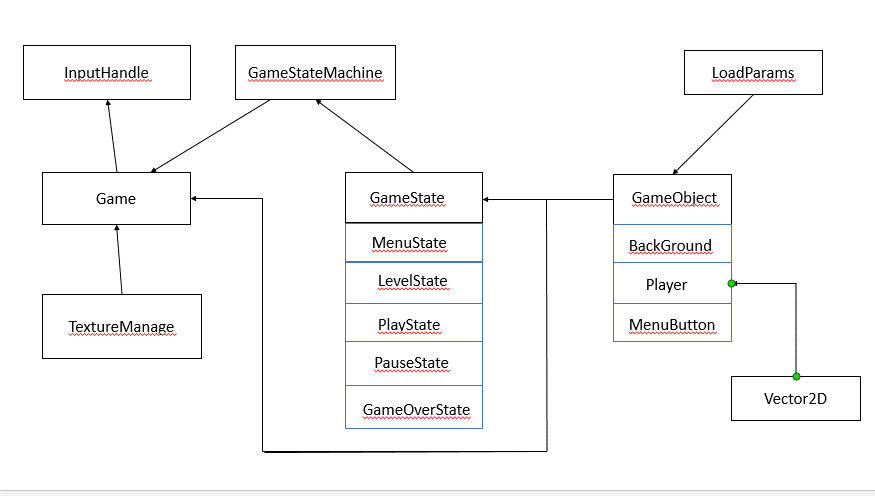 InputHandle
GameStateMachine
LoadParams
Game
GameState
GameObject
MenuState
BackGround
LevelState
Player
TextureManage
PlayState
MenuButton
PauseState
GameOverState
Vector2D